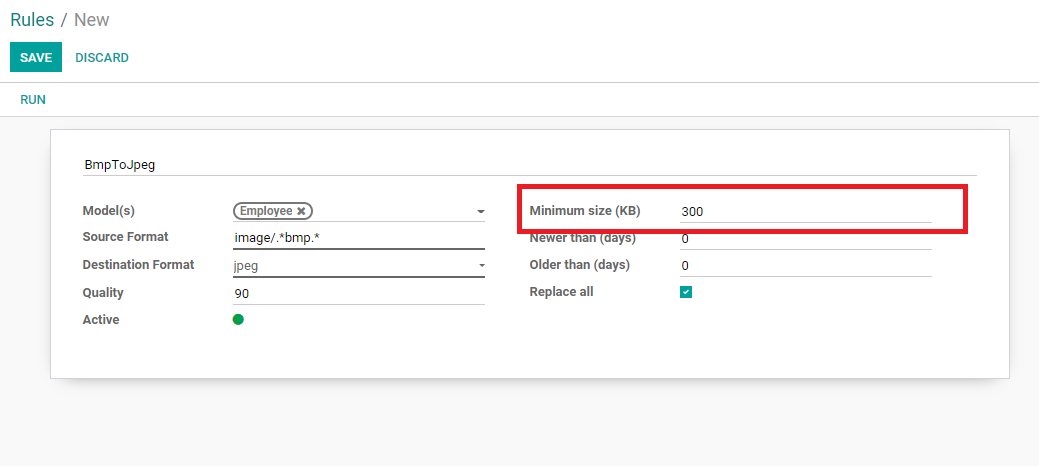 Rules / New
SAVE DISCARD
RUN
BmpToJpeg
Model(s) Employee
Source Format image/.*bmp.*
Destination Format jpeg
Quality 90
Active
Minimum size (KB) 300
Newer than (days) 0
Older than (days) 0
Replace all